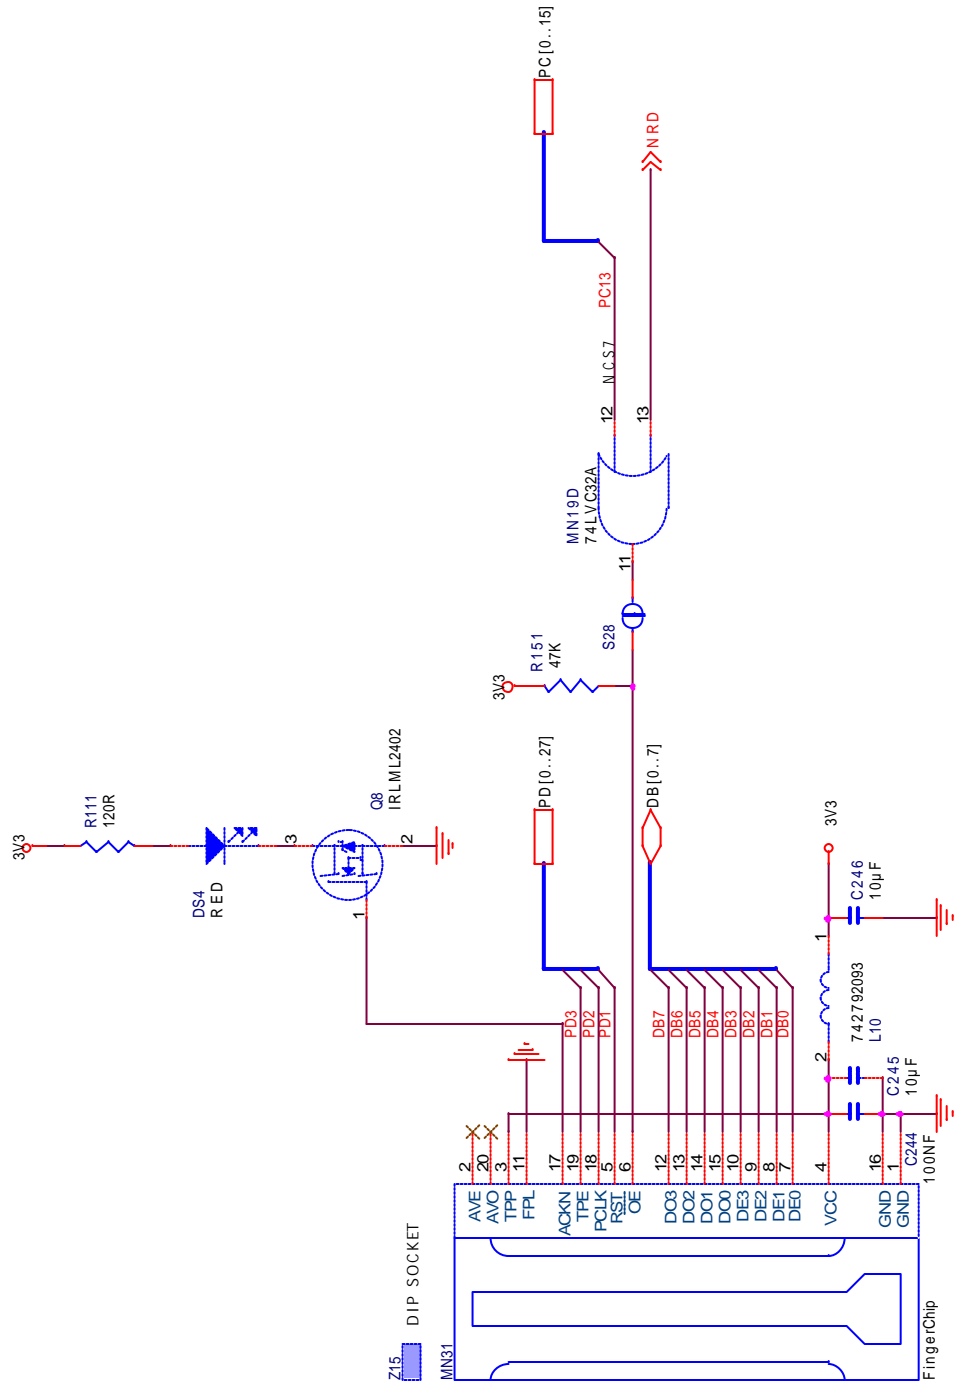 PC[0..15]
NRD
PC13
NCS7
12
13
MN19D
74LVC32A
11
S28
R151
47K
3V3
3V3
R111
120R
DS4
RED
3
Q8
IRLML2402
2
1
PD[0..27]
DB[0..7]
PD3
PD2
PD1
DB7
DB6
DB5
DB4
DB3
DB2
DB1
DB0
3V3
C246
10µF
1
742792093
L10
2
C245
10µF
C244
100NF
2 AVE
20 AVO
3 TPP
11 FPL
17 ACKN
19 TPE
18 PCLK
5 RST
6 OE
12 DO3
13 DO2
14 DO1
15 DO0
10 DE3
9 DE2
8 DE1
7 DE0
4 VCC
16 GND
1 GND
Z15
DIP SOCKET
MN31
FingerChip